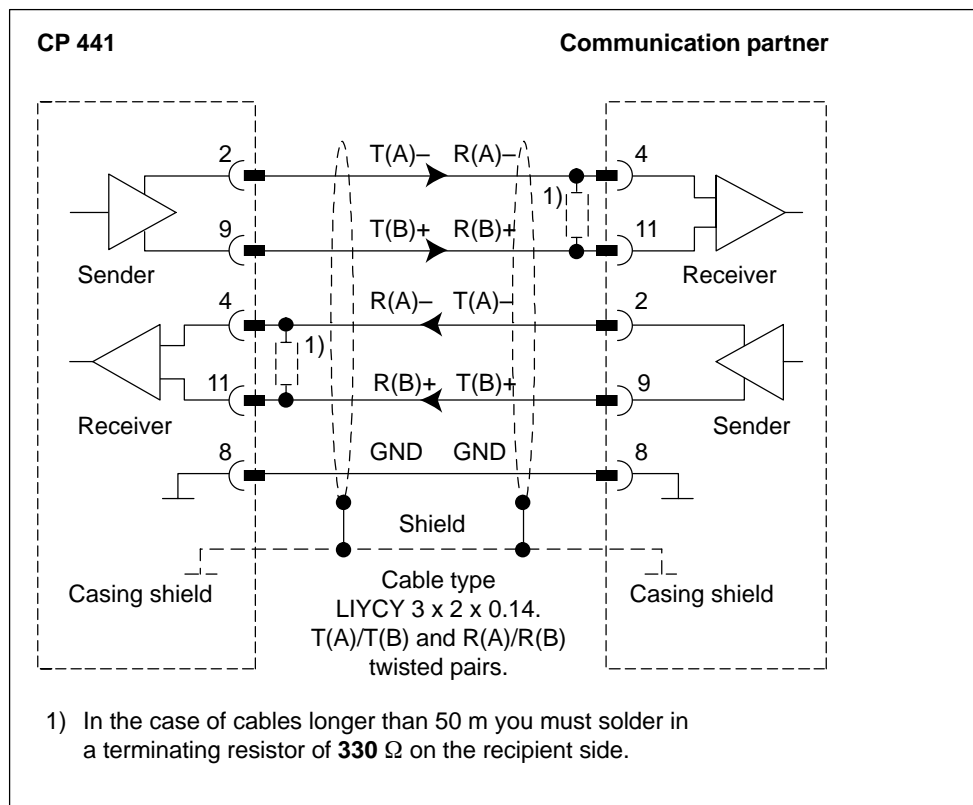 CP 441 Communication partner
2 T(A)– R(A)– 4
1)
9 T(B)+ R(B)+ 11
Sender Receiver
4 R(A)– T(A)– 2
1)
11 R(B)+ T(B)+ 9
Receiver Sender
8 GND GND 8
Shield
Casing shield Casing shield
Cable type
LIYCY 3 x 2 x 0.14.
T(A)/T(B) and R(A)/R(B)
twisted pairs.
1) In the case of cables longer than 50 m you must solder in
a terminating resistor of 330 Ω on the recipient side.